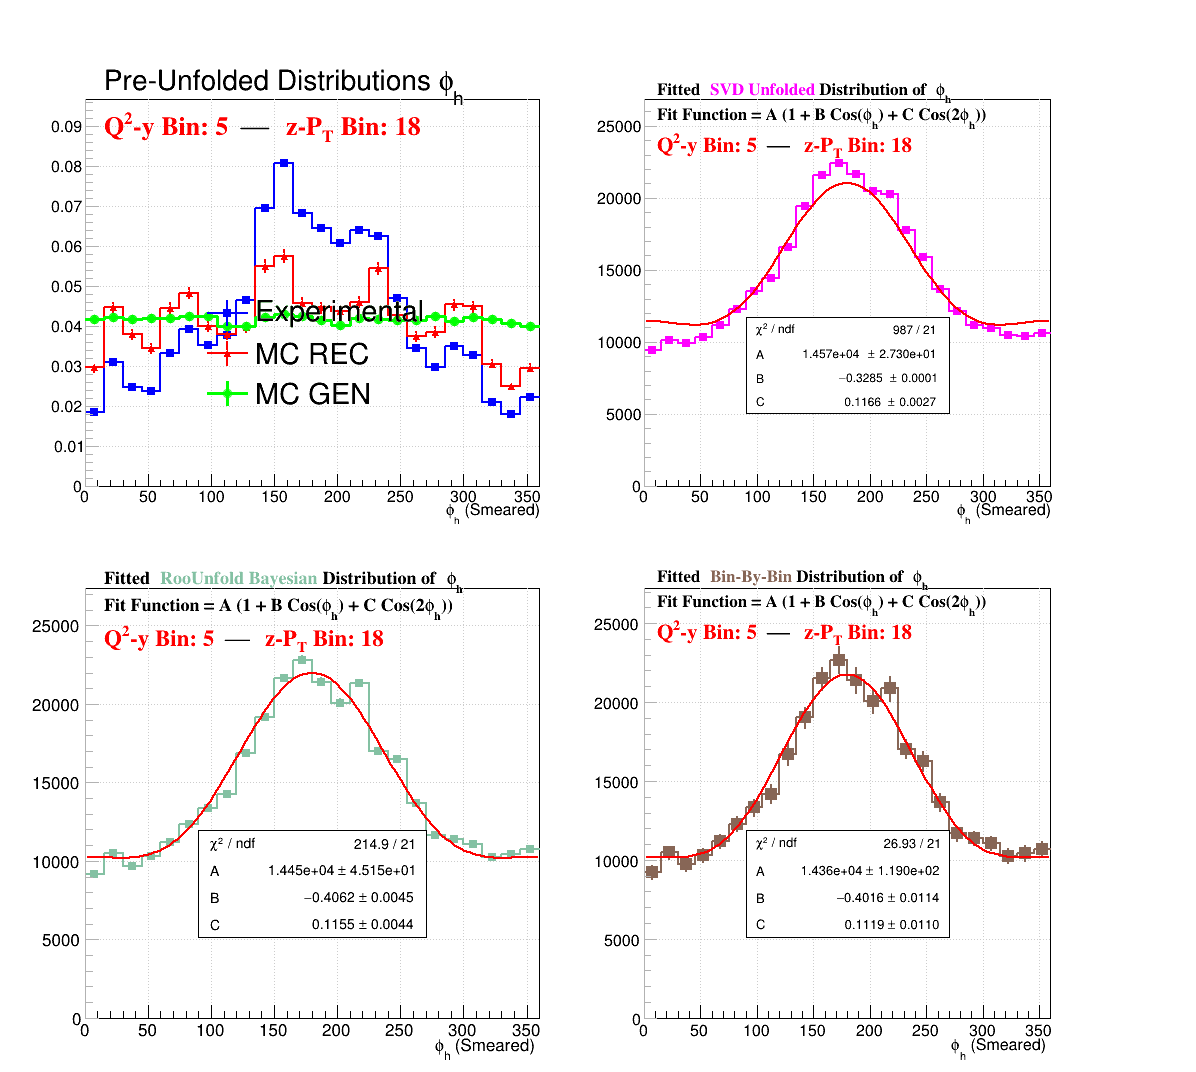 Pre-Unfolded Distributions ϕh
Q2-y Bin: 5 — z-PT Bin: 18
0.09
0.08
0.07
0.06
0.05
0.04
0.03
0.02
0.01
0
Experimental
MC REC
MC GEN
0 50 100 150 200 250 300 350
ϕh (Smeared)
Fitted SVD Unfolded Distribution of ϕh
Fit Function = A (1 + B Cos(ϕh) + C Cos(2ϕh))
Q2-y Bin: 5 — z-PT Bin: 18
25000
20000
15000
10000
5000
0
χ2 / ndf 987 / 21
A 1.457e+04 ± 2.730e+01
B −0.3285 ± 0.0001
C 0.1166 ± 0.0027
0 50 100 150 200 250 300 350
ϕh (Smeared)
Fitted RooUnfold Bayesian Distribution of ϕh
Fit Function = A (1 + B Cos(ϕh) + C Cos(2ϕh))
Q2-y Bin: 5 — z-PT Bin: 18
25000
20000
15000
10000
5000
0
χ2 / ndf 214.9 / 21
A 1.445e+04 ± 4.515e+01
B −0.4062 ± 0.0045
C 0.1155 ± 0.0044
0 50 100 150 200 250 300 350
ϕh (Smeared)
Fitted Bin-By-Bin Distribution of ϕh
Fit Function = A (1 + B Cos(ϕh) + C Cos(2ϕh))
Q2-y Bin: 5 — z-PT Bin: 18
25000
20000
15000
10000
5000
0
χ2 / ndf 26.93 / 21
A 1.436e+04 ± 1.190e+02
B −0.4016 ± 0.0114
C 0.1119 ± 0.0110
0 50 100 150 200 250 300 350
ϕh (Smeared)